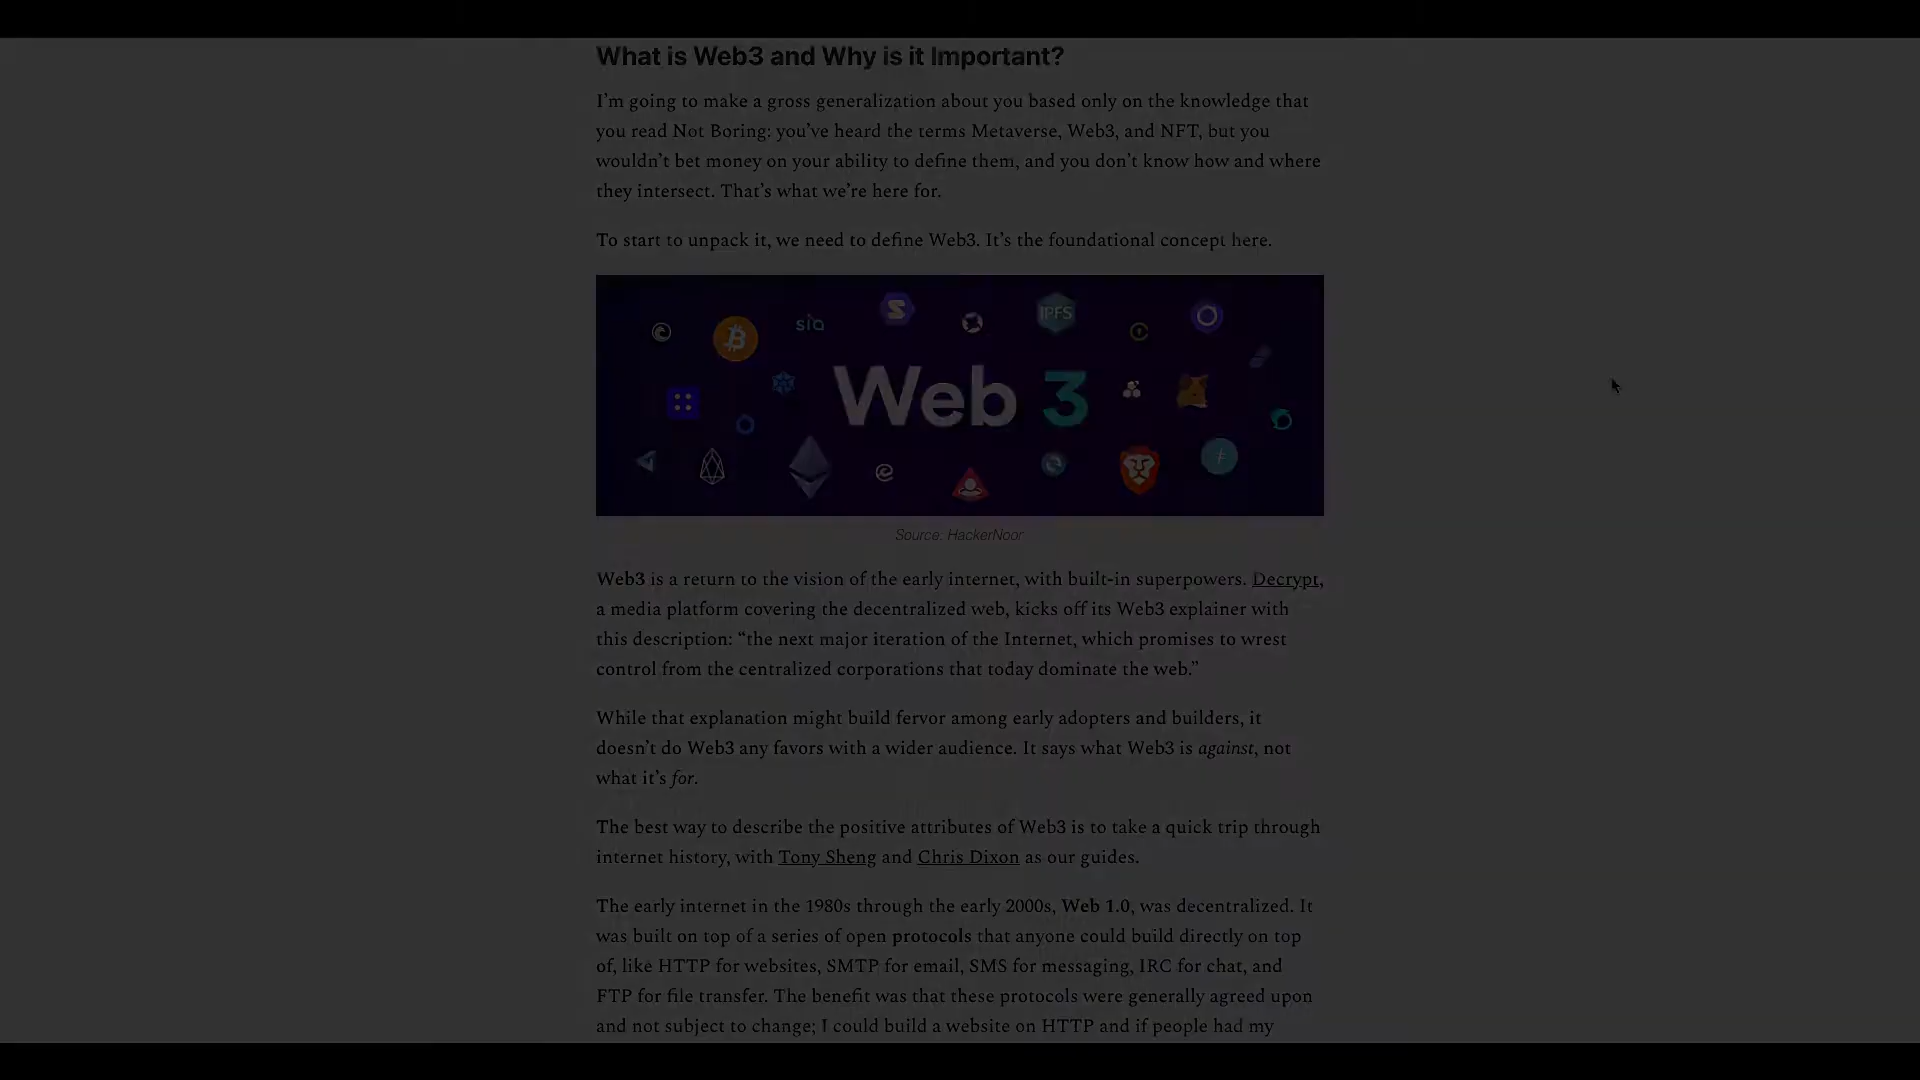 What is Web3 and Why is it Important?
I'm going to make a gross generalization about you based only on the knowledge that
you read Not Boring: you've heard the terms Metaverse, Web3, and NFT, but you
wouldn't bet money on your ability to define them, and you don't know how and where
they intersect. That's what we're here for.
To start to unpack it, we need to define Web3. It's the foundational concept here.
sia
S
IPFS
Web 3
Source: HackerNoon
Web3 is a return to the vision of the early internet, with built-in superpowers. Decrypt,
a media platform covering the decentralized web, kicks off its Web3 explainer with
this description: “the next major iteration of the Internet, which promises to wrest
control from the centralized corporations that today dominate the web.”
While that explanation might build fervor among early adopters and builders, it
doesn't do Web3 any favors with a wider audience. It says what Web3 is against, not
what it's for.
The best way to describe the positive attributes of Web3 is to take a quick trip through
internet history, with Tony Sheng and Chris Dixon as our guides.
The early internet in the 1980s through the early 2000s, Web 1.0, was decentralized. It
was built on top of a series of open protocols that anyone could build directly on top
of, like HTTP for websites, SMTP for email, SMS for messaging, IRC for chat, and
FTP for file transfer. The benefit was that these protocols were generally agreed upon
and not subject to change; I could build a website on HTTP and if people had my